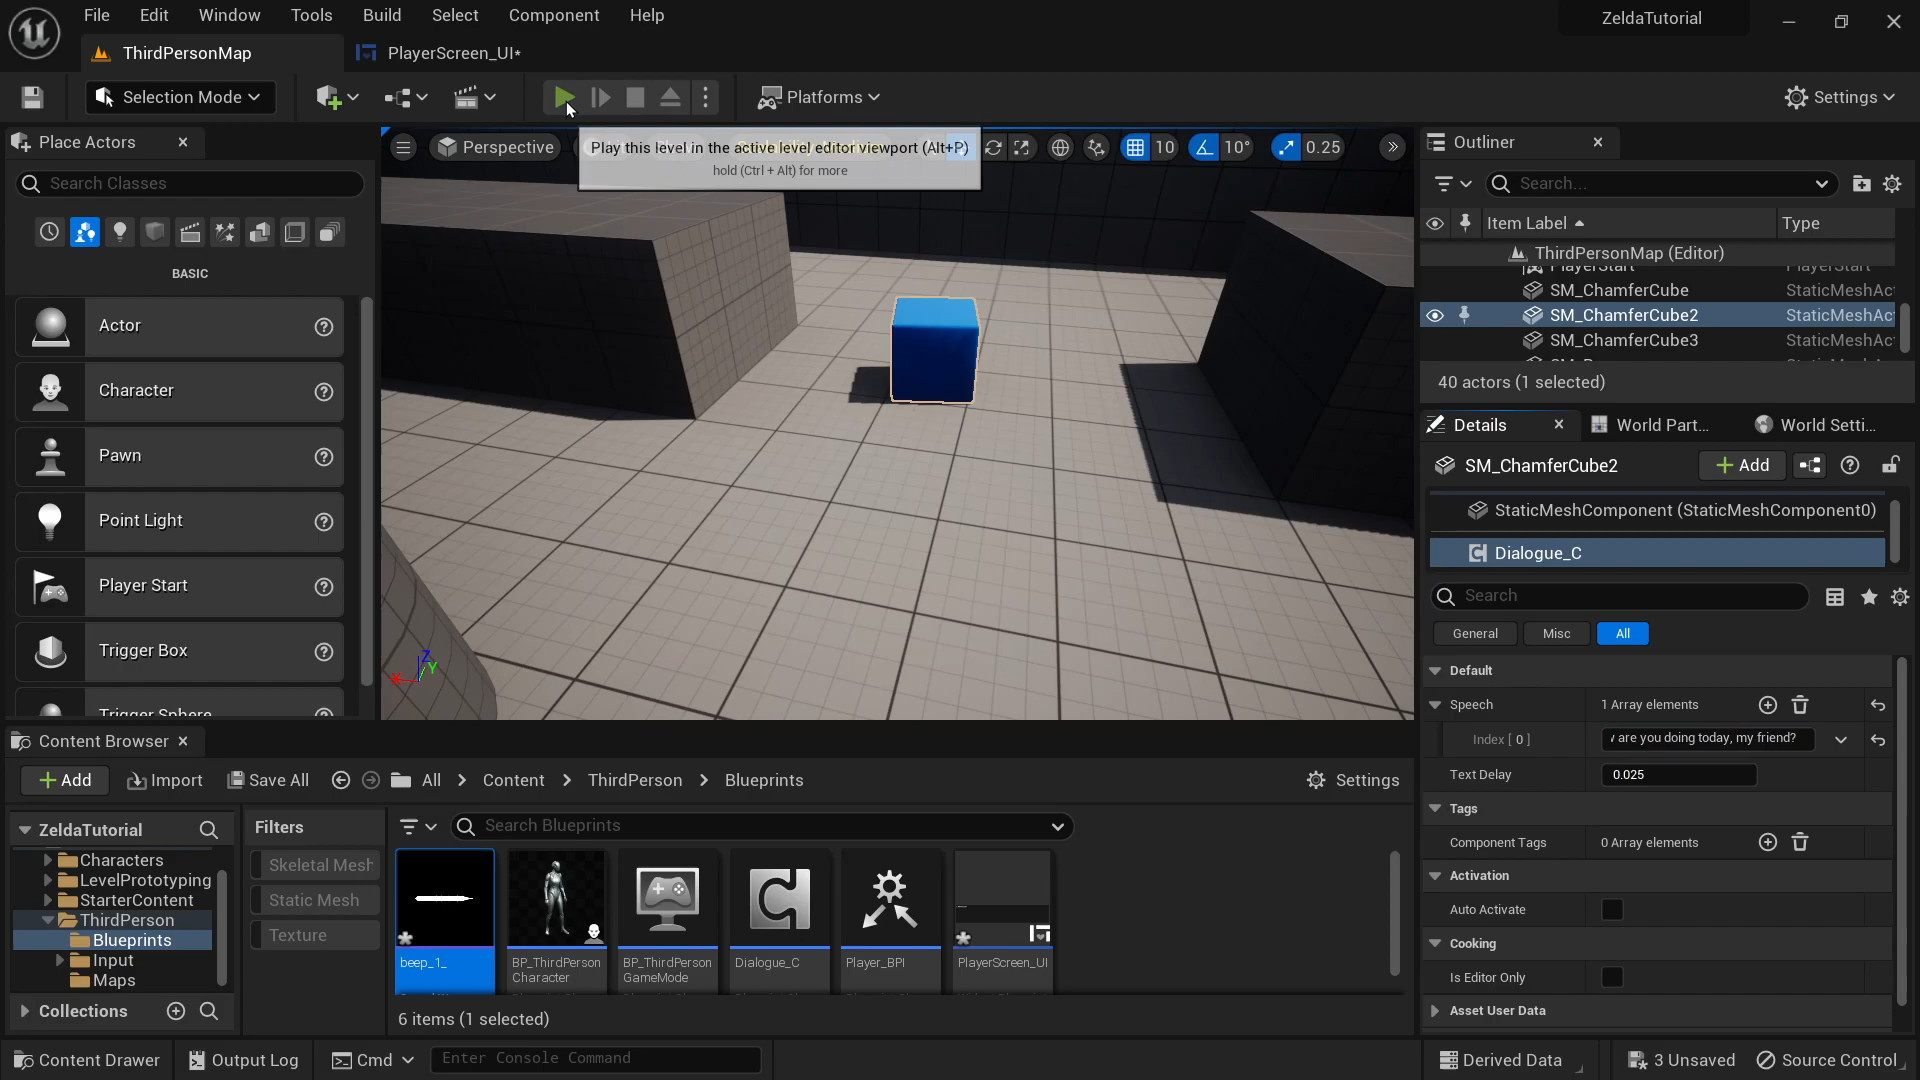 File Edit Window Tools Build Select Component Help
ZeldaTutorial
ThirdPersonMap
PlayerScreen_UI*
Selection Mode
Platforms
Settings
Place Actors
Search Classes
BASIC
Actor
Character
Pawn
Point Light
Player Start
Trigger Box
Trigger Sphere
Perspective
Play this level in the active level editor viewport (Alt+P)
hold (Ctrl + Alt) for more
10
10°
0.25
Outliner
Search...
Item Label
Type
ThirdPersonMap (Editor)
PlayerStart PlayerStart
SM_ChamferCube StaticMeshAc
SM_ChamferCube2 StaticMeshAc
SM_ChamferCube3 StaticMeshAc
40 actors (1 selected)
Details
World Part...
World Setti...
SM_ChamferCube2
Add
StaticMeshComponent (StaticMeshComponent0)
Dialogue_C
Search
General
Misc
All
Default
Speech 1 Array elements
Index [ 0 ] are you doing today, my friend?
Text Delay 0.025
Tags
Component Tags 0 Array elements
Activation
Auto Activate
Cooking
Is Editor Only
Asset User Data
Content Browser
Add
Import
Save All
All > Content > ThirdPerson > Blueprints
Settings
ZeldaTutorial
Characters
LevelPrototyping
StarterContent
ThirdPerson
Blueprints
Input
Maps
Collections
Filters
Skeletal Mesh
Static Mesh
Texture
Search Blueprints
beep_1_
BP_ThirdPerson
Character
BP_ThirdPerson
GameMode
Dialogue_C
Player_BPI
PlayerScreen_UI
6 items (1 selected)
Content Drawer
Output Log
Cmd
Enter Console Command
Derived Data
3 Unsaved
Source Control